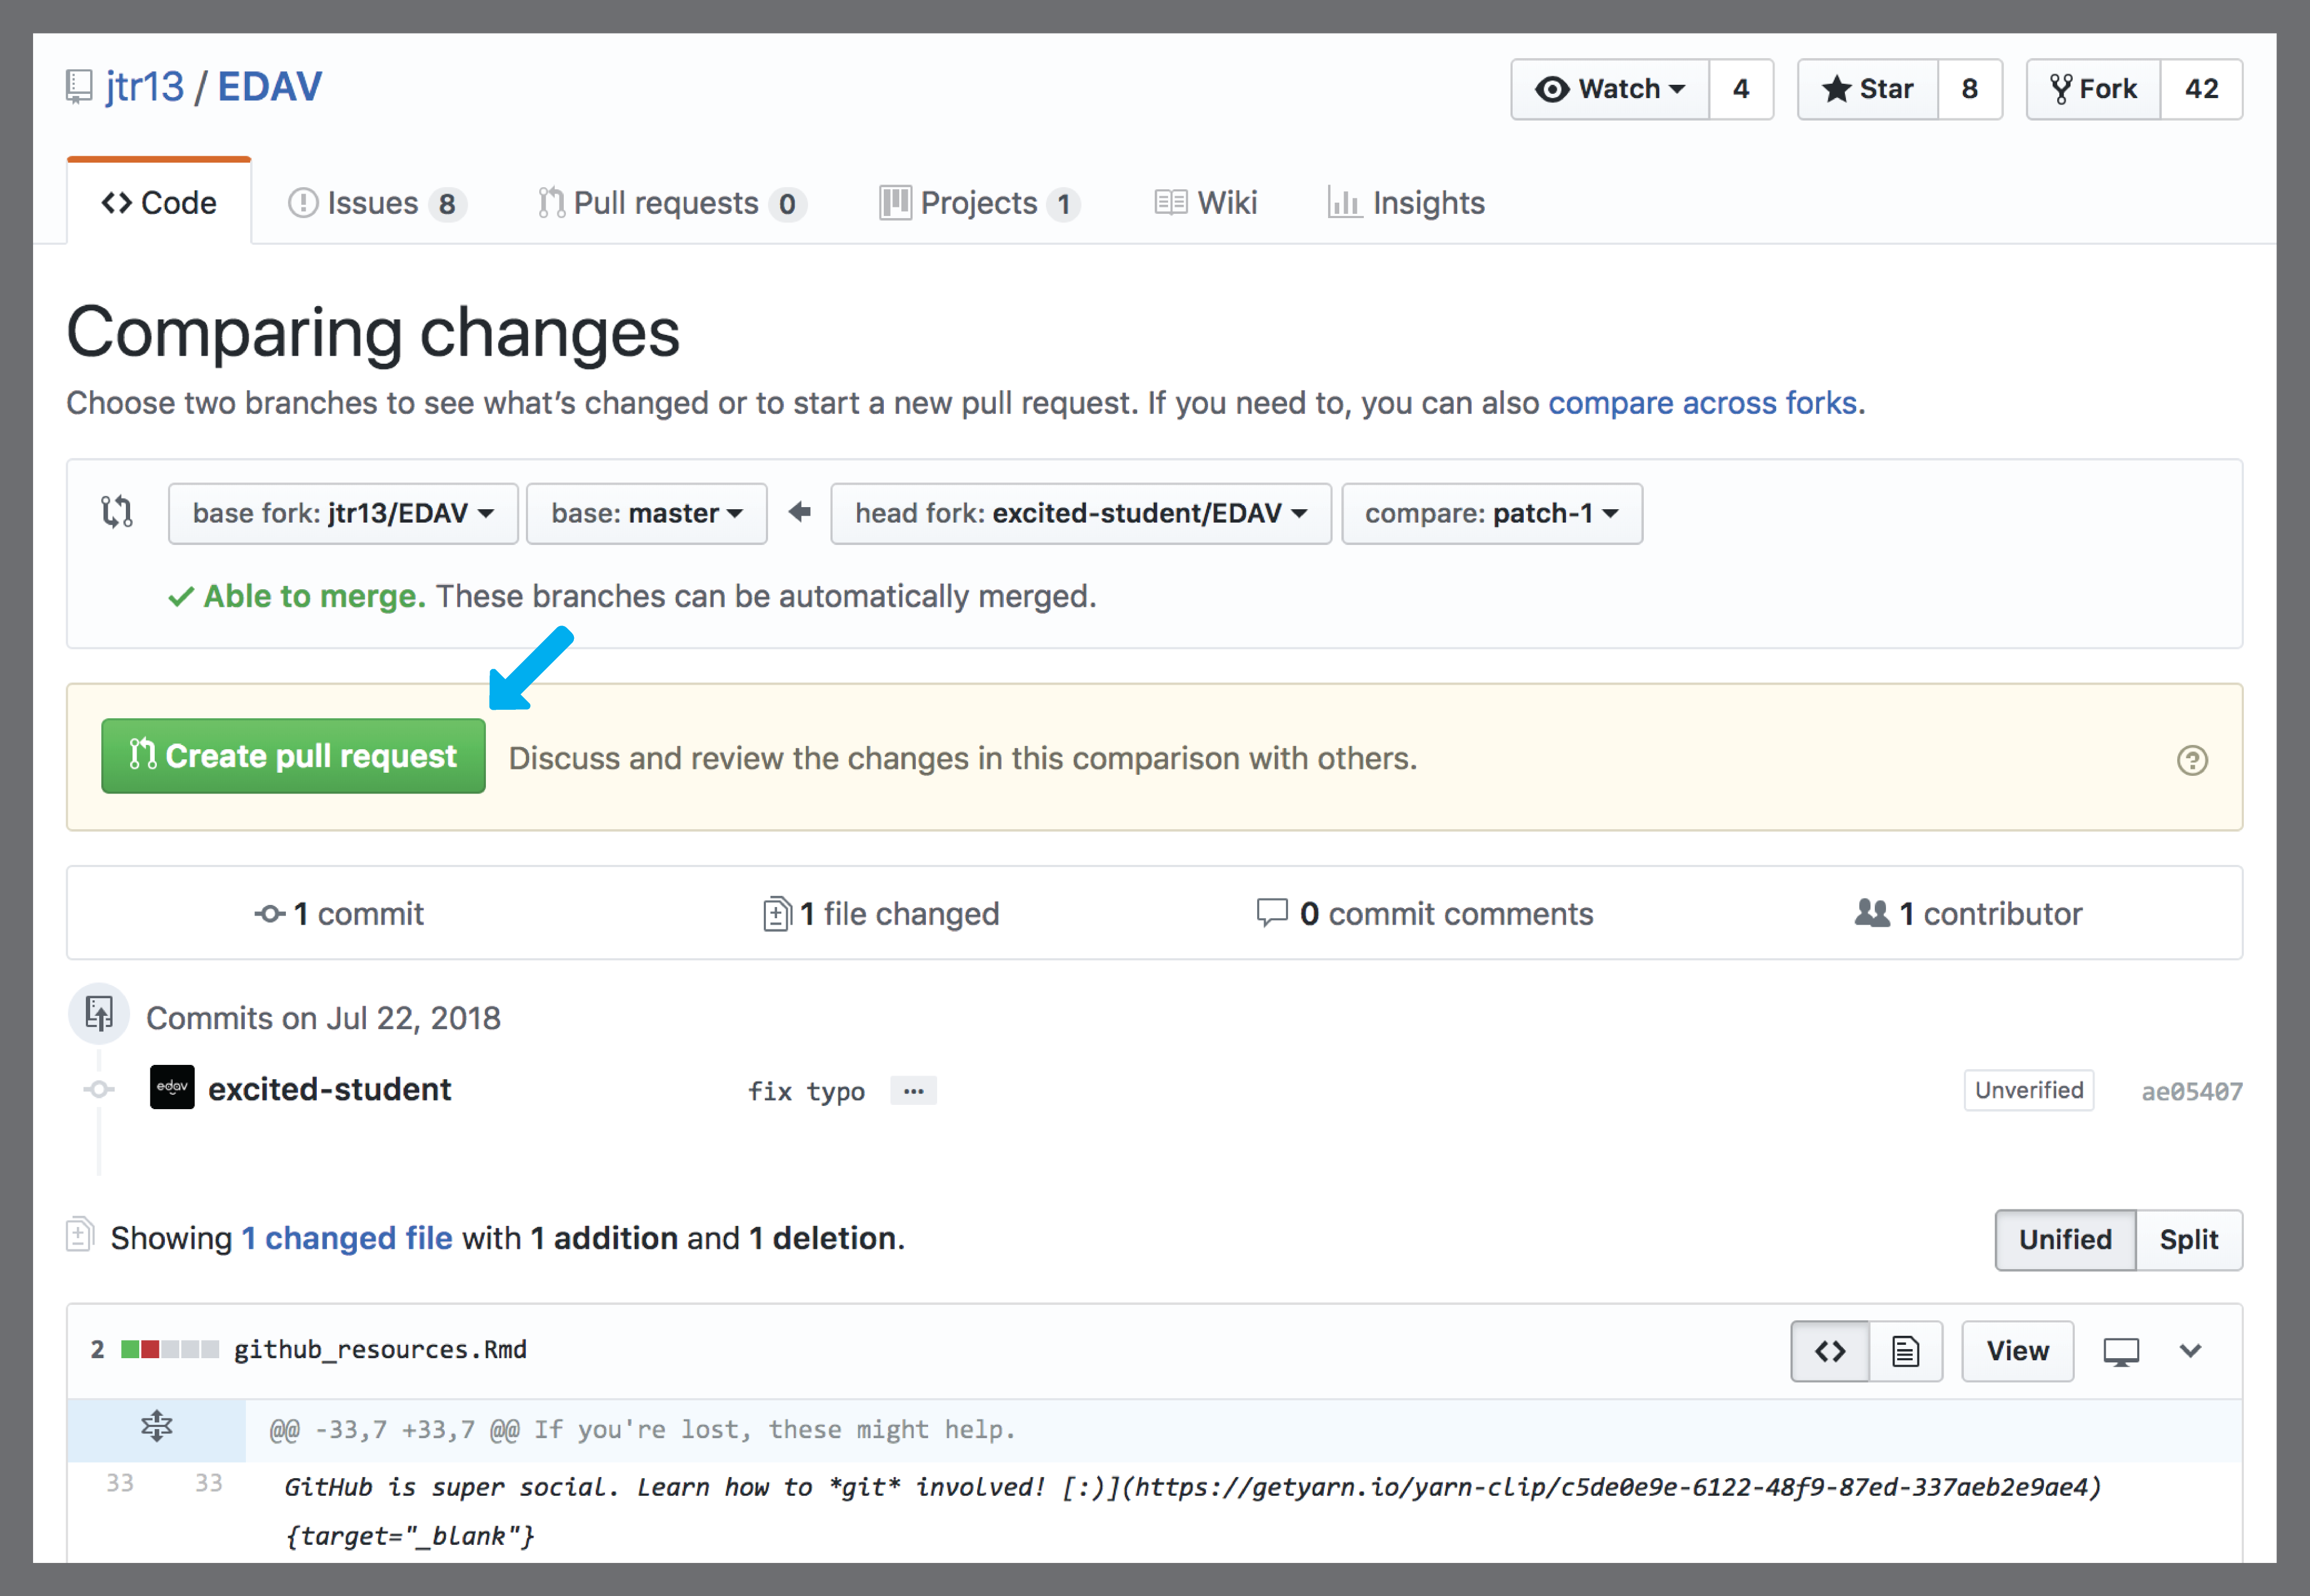 jtr13 / EDAV
Watch 4 Star 8 Fork 42
Code Issues 8 Pull requests 0 Projects 1 Wiki Insights
Comparing changes
Choose two branches to see what’s changed or to start a new pull request. If you need to, you can also compare across forks.
base fork: jtr13/EDAV base: master head fork: excited-student/EDAV compare: patch-1
Able to merge. These branches can be automatically merged.
Create pull request Discuss and review the changes in this comparison with others.
1 commit 1 file changed 0 commit comments 1 contributor
Commits on Jul 22, 2018
edav excited-student fix typo ... Unverified ae05407
Showing 1 changed file with 1 addition and 1 deletion. Unified Split
2 github_resources.Rmd View
@@ -33,7 +33,7 @@ If you're lost, these might help.
33 33 GitHub is super social. Learn how to *git* involved! [:)](https://getyarn.io/yarn-clip/c5de0e9e-6122-48f9-87ed-337aeb2e9ae4)
{target="_blank"}